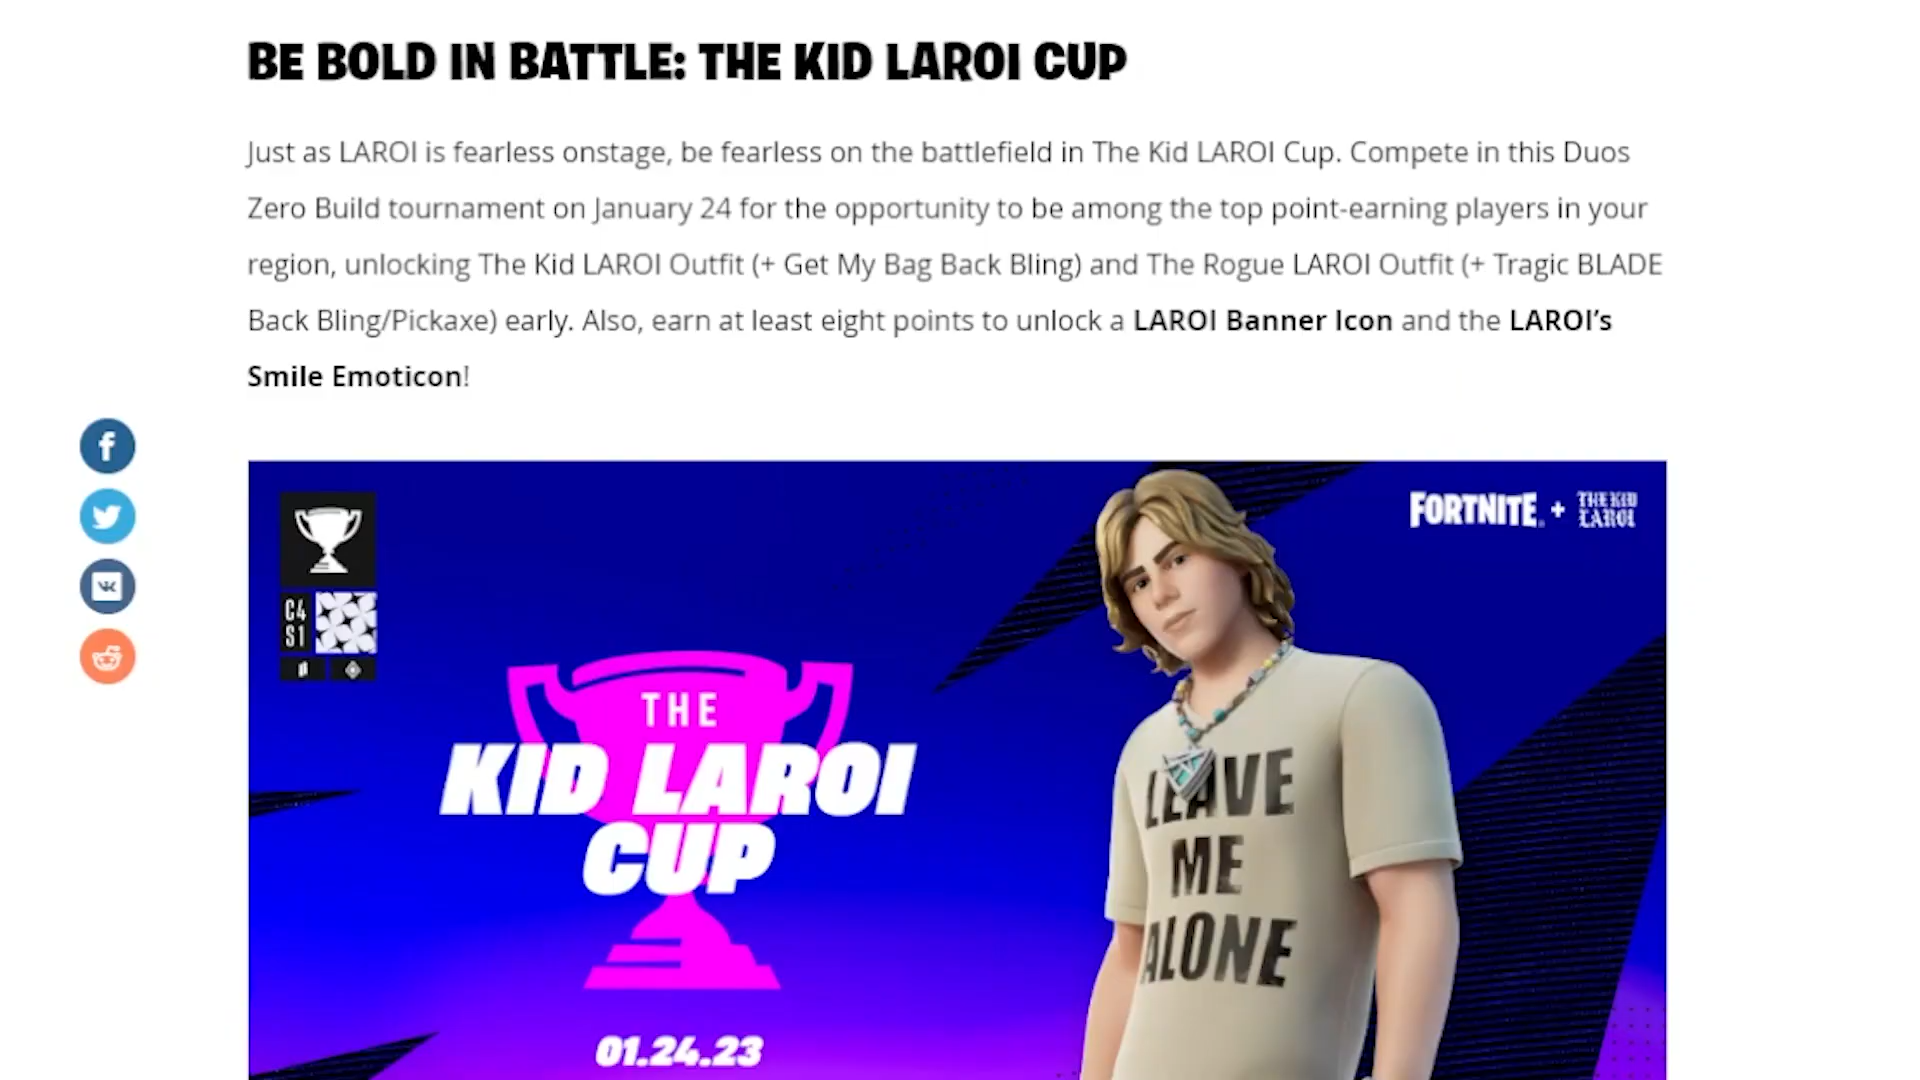 BE BOLD IN BATTLE: THE KID LAROI CUP
Just as LAROI is fearless onstage, be fearless on the battlefield in The Kid LAROI Cup. Compete in this Duos
Zero Build tournament on January 24 for the opportunity to be among the top point-earning players in your
region, unlocking The Kid LAROI Outfit (+ Get My Bag Back Bling) and The Rogue LAROI Outfit (+ Tragic BLADE
Back Bling/Pickaxe) early. Also, earn at least eight points to unlock a LAROI Banner Icon and the LAROI’s
Smile Emoticon!
FORTNITE + THE KID
LAROI
C4
S1
THE
KID LAROI
CUP
01.24.23
LEAVE
ME
ALONE